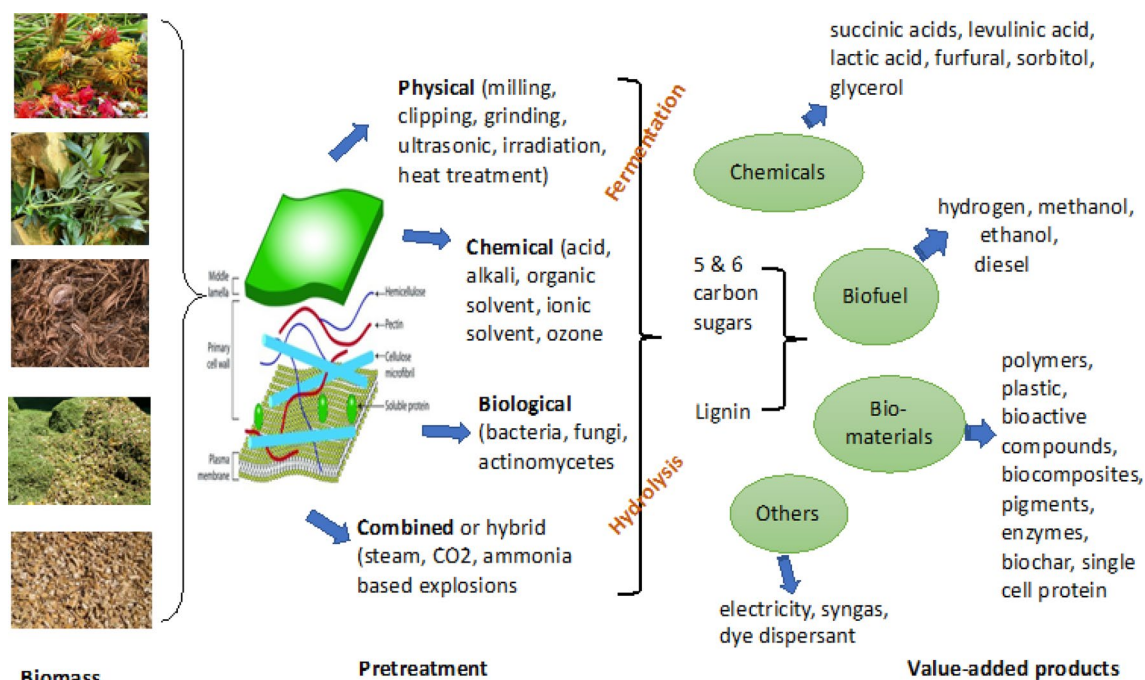 succinic acids, levulinic acid,
lactic acid, furfural, sorbitol,
glycerol
Physical (milling,
clipping, grinding,
ultrasonic, irradiation,
heat treatment)
Fermentation
Chemicals
hydrogen, methanol,
ethanol,
diesel
Chemical (acid,
alkali, organic
solvent, ionic
solvent, ozone
Middle
lamella
Hemicellulose
Pectin
Primary
cell wall
Cellulose
microfibril
Soluble protein
Plasma
membrane
5 & 6
carbon
sugars
Biofuel
Lignin
Bio-
materials
polymers,
plastic,
bioactive
compounds,
biocomposites,
pigments,
enzymes,
biochar, single
cell protein
Biological
(bacteria, fungi,
actinomycetes
Hydrolysis
Others
Combined or hybrid
(steam, CO2, ammonia
based explosions
electricity, syngas,
dye dispersant
Biomass
Pretreatment
Value-added products